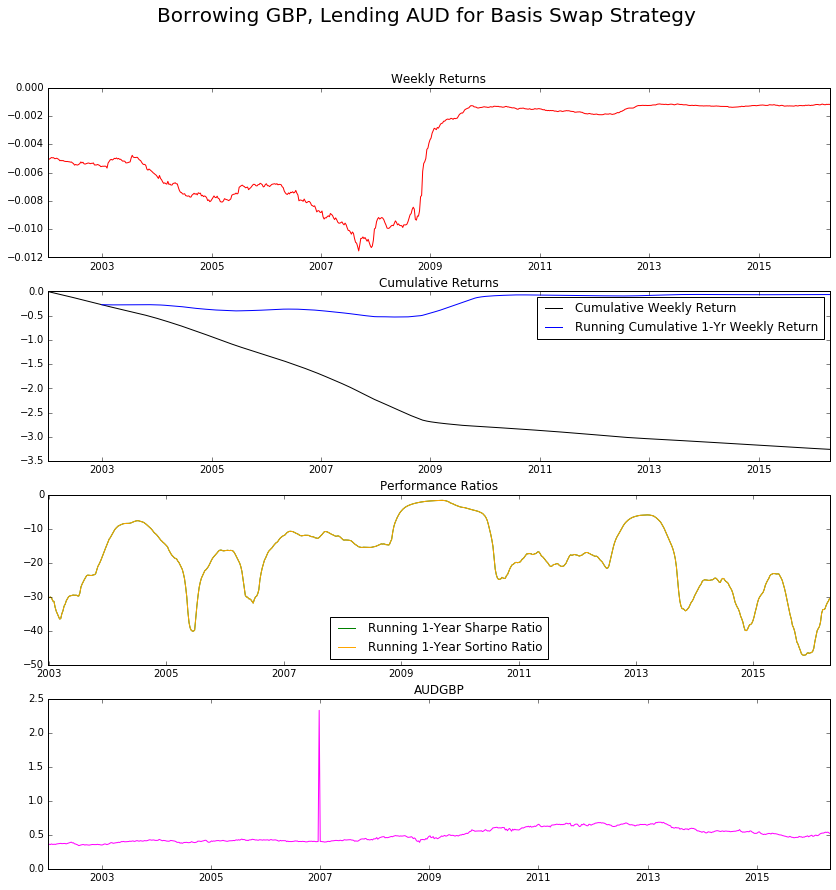 Borrowing GBP, Lending AUD for Basis Swap Strategy
Weekly Returns
0.000
−0.002
−0.004
−0.006
−0.008
−0.010
−0.012
2003 2005 2007 2009 2011 2013 2015
Cumulative Returns
0.0
−0.5
−1.0
−1.5
−2.0
−2.5
−3.0
−3.5
Cumulative Weekly Return
Running Cumulative 1-Yr Weekly Return
2003 2005 2007 2009 2011 2013 2015
Performance Ratios
0
−10
−20
−30
−40
−50
Running 1-Year Sharpe Ratio
Running 1-Year Sortino Ratio
2003 2005 2007 2009 2011 2013 2015
AUDGBP
2.5
2.0
1.5
1.0
0.5
0.0
2003 2005 2007 2009 2011 2013 2015